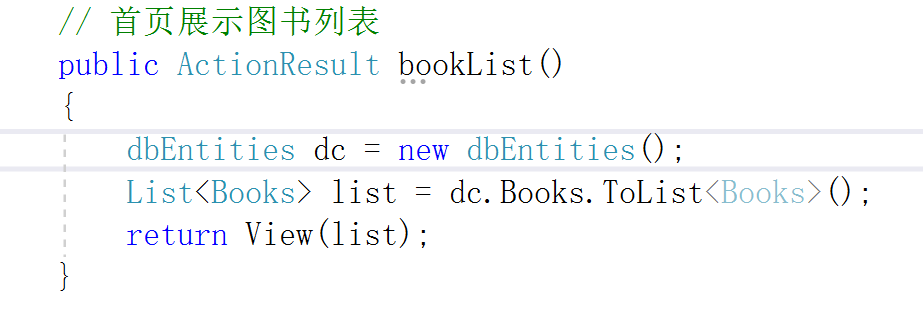 // 首页展示图书列表
public ActionResult bookList()
{
dbEntities dc = new dbEntities();
List<Books> list = dc.Books.ToList<Books>();
return View(list);
}